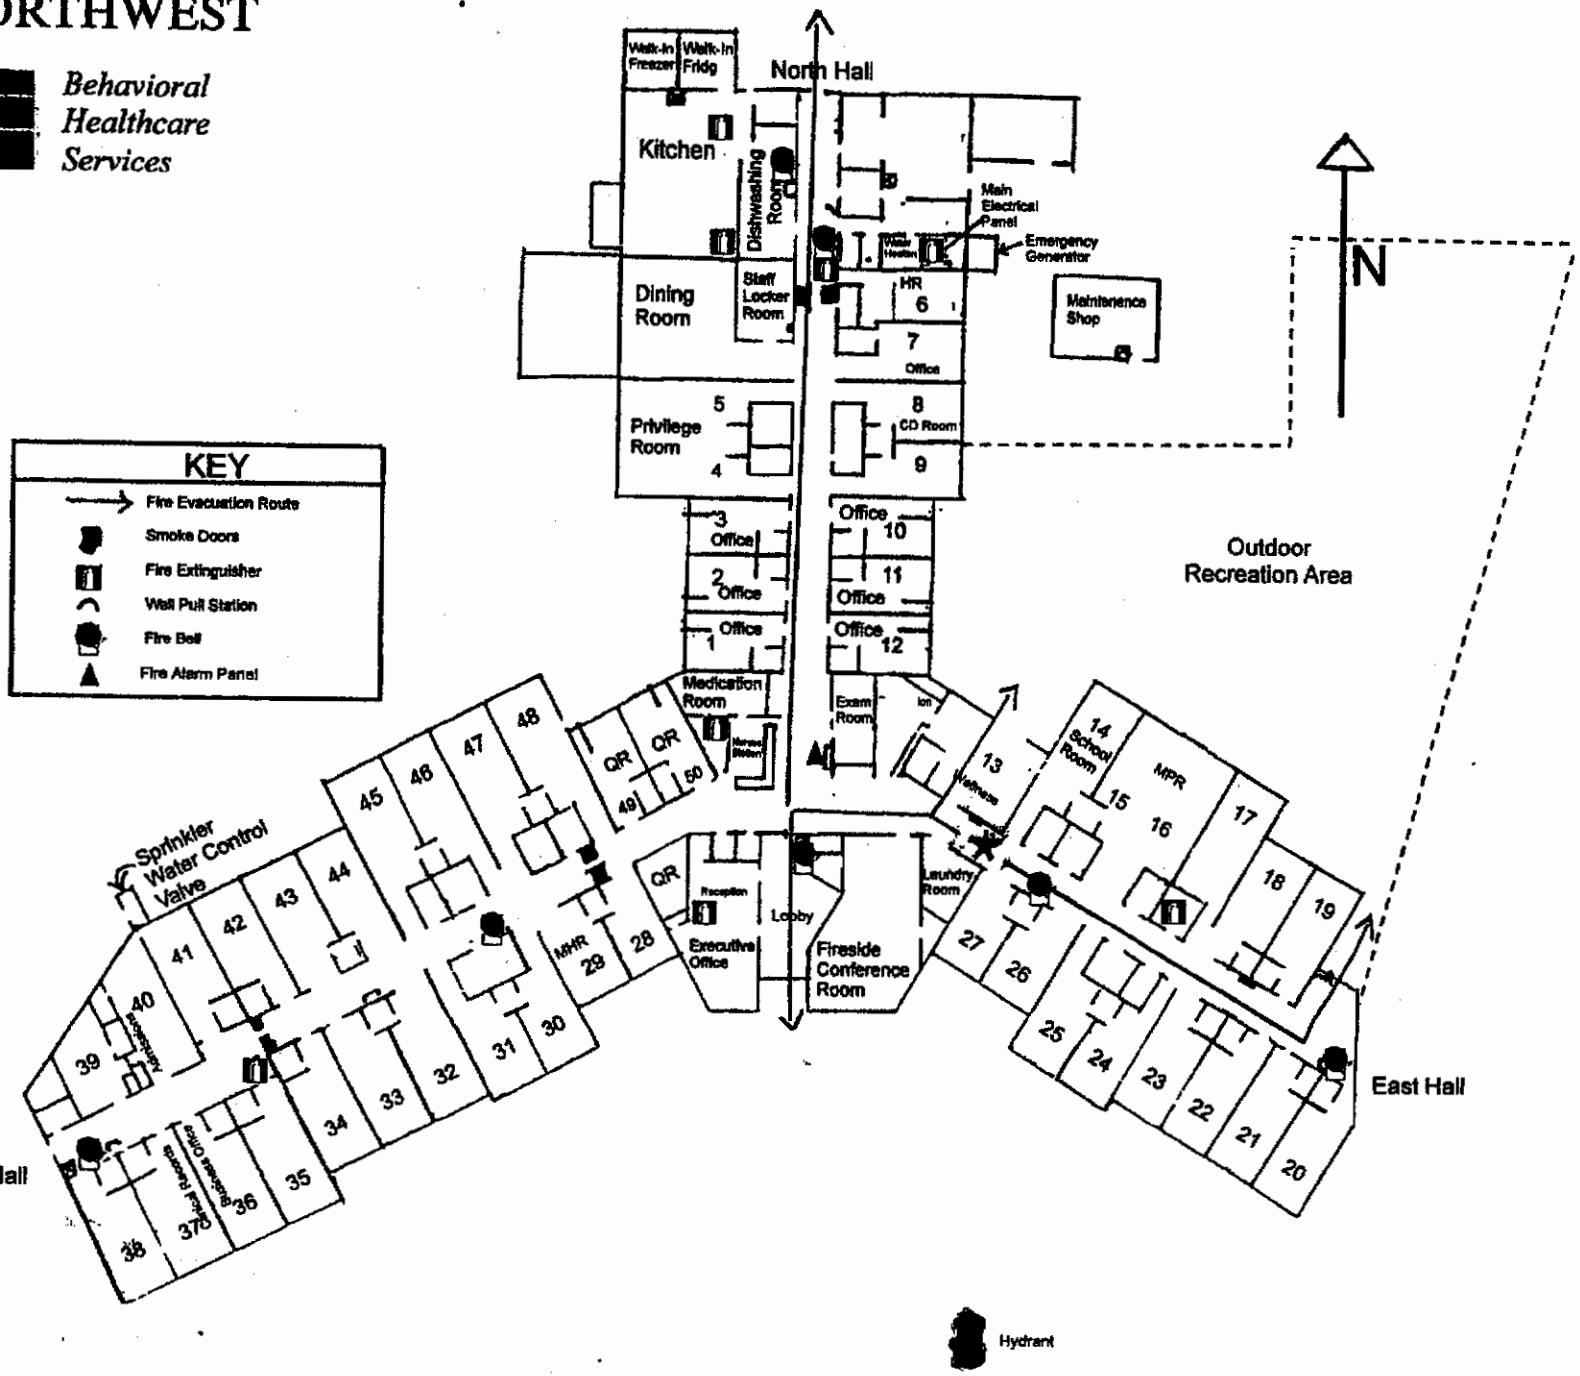 ORTHWEST
Behavioral
Healthcare
Services
North Hall
Walk-In
Freezer
Walk-In
Fridg
Kitchen
Dishwashing
Room
Main
Electrical
Panel
Water
Heaters
Emergency
Generator
N
Dining
Room
Staff
Locker
Room
HR
6
7
Office
Maintenence
Shop
5
Privilege
Room
4
8
CD Room
9
KEY
Fire Evacuation Route
Smoke Doors
Fire Extinguisher
Wall Pull Station
Fire Bell
Fire Alarm Panel
3
Office
2
Office
Office
1
Office
10
11
Office
Office
12
Outdoor
Recreation Area
Medication
Room
Nurses
Station
Exam
Room
13
Wellness
14
School
Room
15
MPR
16
17
18
19
48
47
46
45
QR
QR
49
50
Sprinkler
Water Control
Valve
44
43
42
41
40
Admissions
39
QR
28
MHR
29
30
31
32
33
34
35
36
Business Office
37
38
Reception
Executive
Office
Lobby
Fireside
Conference
Room
Laundry
Room
27
26
25
24
23
22
21
20
East Hall
Hall
Hydrant